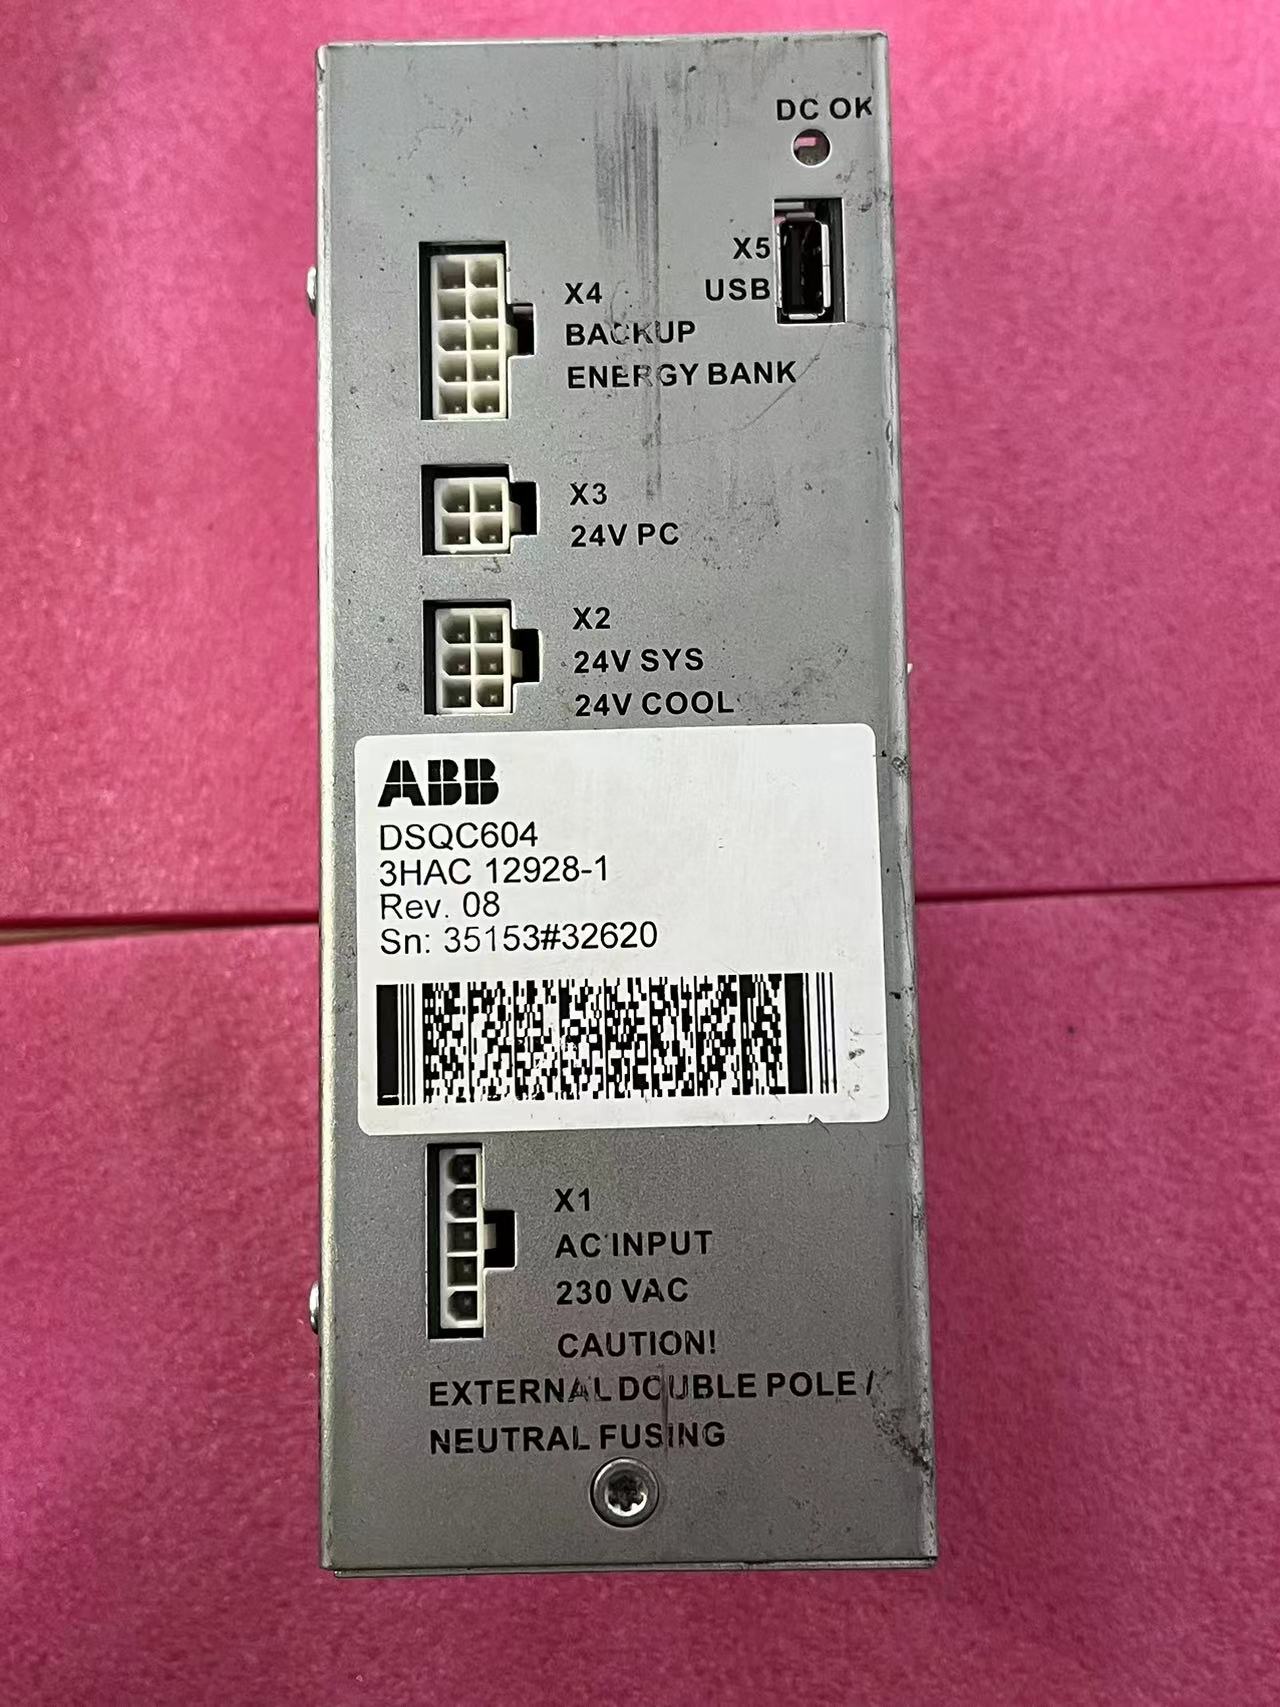 DC OK
X5
USB
X4
BACKUP
ENERGY BANK
X3
24V PC
X2
24V SYS
24V COOL
ABB
DSQC604
3HAC 12928-1
Rev. 08
Sn: 35153#32620
X1
AC INPUT
230 VAC
CAUTION!
EXTERNAL DOUBLE POLE /
NEUTRAL FUSING